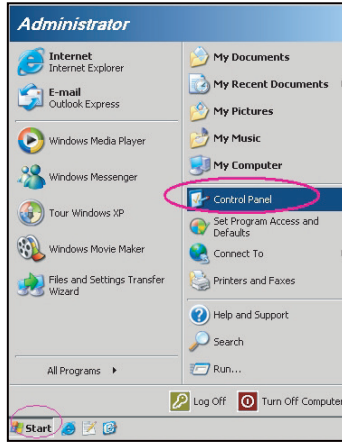 Administrator
Internet
Internet Explorer
E-mail
Outlook Express
Windows Media Player
Windows Messenger
Tour Windows XP
Windows Movie Maker
Files and Settings Transfer
Wizard
All Programs
My Documents
My Recent Documents
My Pictures
My Music
My Computer
Control Panel
Set Program Access and
Defaults
Connect To
Printers and Faxes
Help and Support
Search
Run...
Log Off
Turn Off Computer
Start